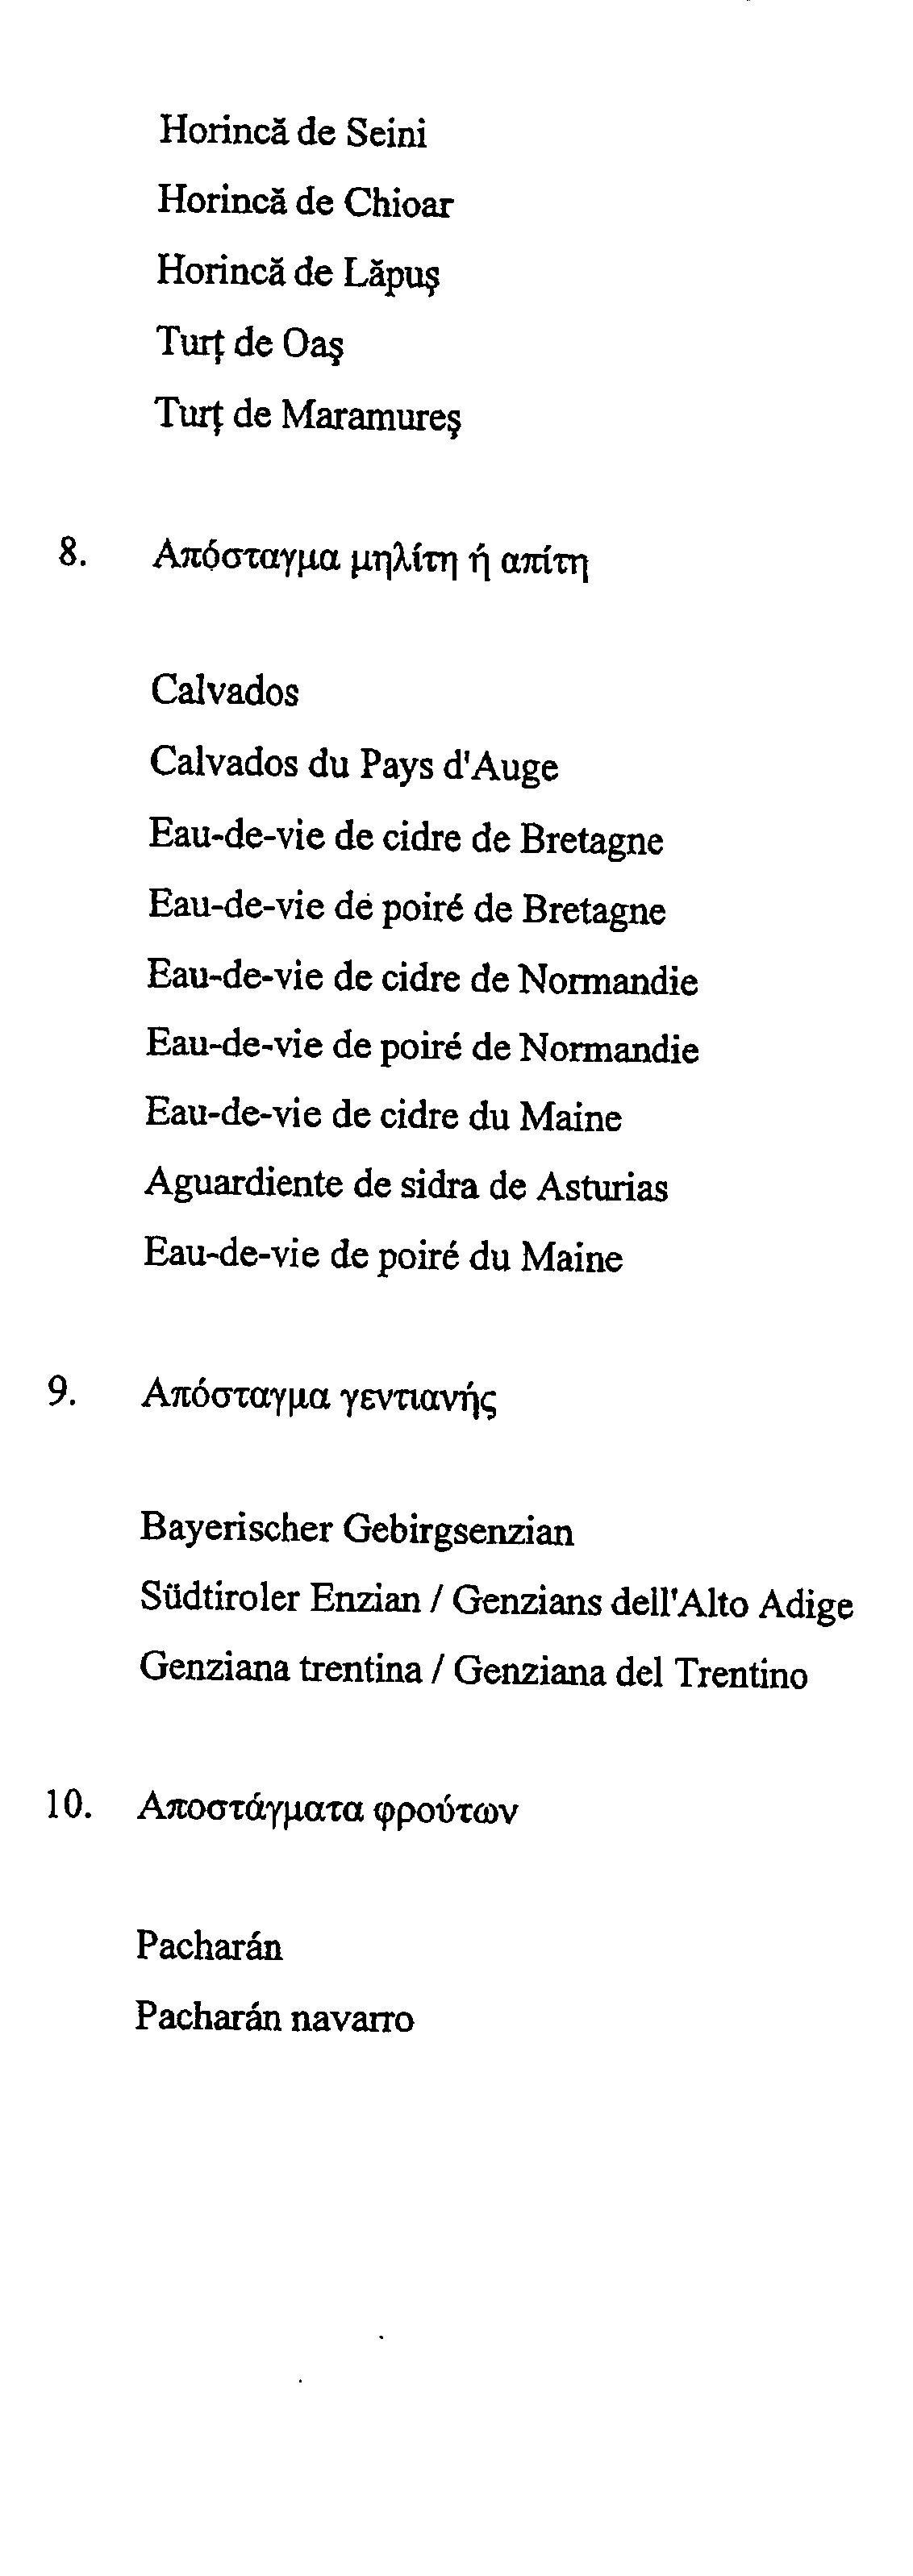 Horincă de Seini
Horincă de Chioar
Horincă de Lăpuş
Turţ de Oaş
Turţ de Maramureş
8. Απόσταγμα μηλίτη ή απίτη
Calvados
Calvados du Pays d'Auge
Eau-de-vie de cidre de Bretagne
Eau-de-vie de poiré de Bretagne
Eau-de-vie de cidre de Normandie
Eau-de-vie de poiré de Normandie
Eau-de-vie de cidre du Maine
Aguardiente de sidra de Asturias
Eau-de-vie de poiré du Maine
9. Απόσταγμα γεντιανής
Bayerischer Gebirgsenzian
Südtiroler Enzian / Genzians dell'Alto Adige
Genziana trentina / Genziana del Trentino
10. Αποστάγματα φρούτων
Pacharán
Pacharán navarro